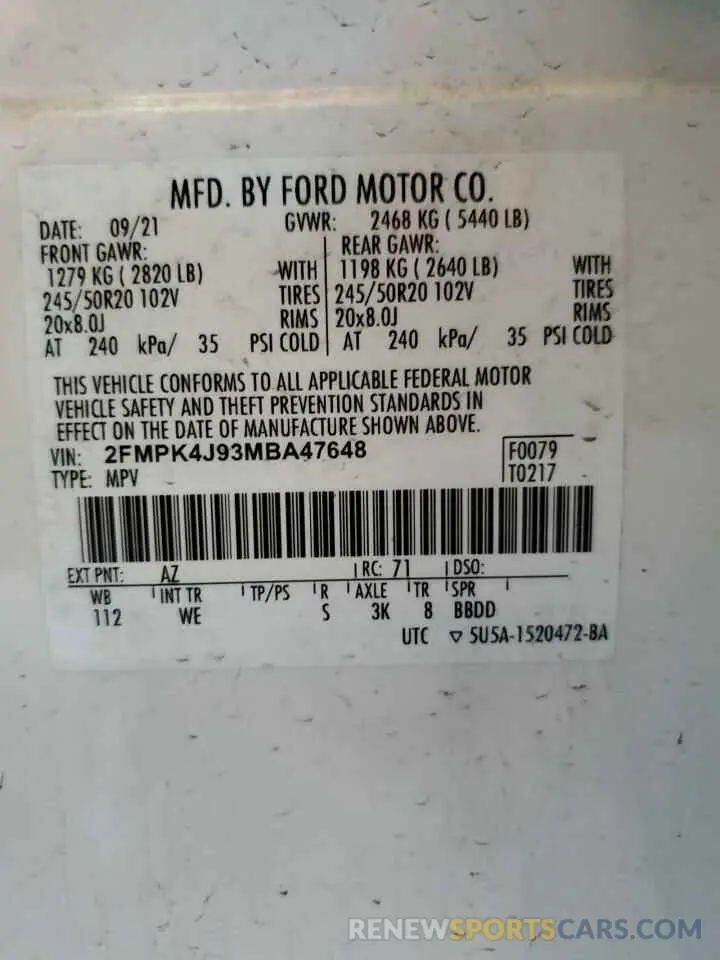 MFD. BY FORD MOTOR CO.
DATE: 09/21 GVWR: 2468 KG ( 5440 LB)
FRONT GAWR: REAR GAWR:
1279 KG ( 2820 LB) WITH 1198 KG ( 2640 LB) WITH
245/50R20 102V TIRES 245/50R20 102V TIRES
20x8.0J RIMS 20x8.0J RIMS
AT 240 kPa/ 35 PSI COLD AT 240 kPa/ 35 PSI COLD
THIS VEHICLE CONFORMS TO ALL APPLICABLE FEDERAL MOTOR
VEHICLE SAFETY AND THEFT PREVENTION STANDARDS IN
EFFECT ON THE DATE OF MANUFACTURE SHOWN ABOVE.
VIN: 2FMPK4J93MBA47648 F0079
TYPE: MPV T0217
EXT PNT: AZ RC: 71 DSO:
WB INT TR TP/PS R AXLE TR SPR
112 WE S 3K 8 BBDD
UTC ▽ 5U5A-1520472-BA
RENEWSPORTSCARS.COM